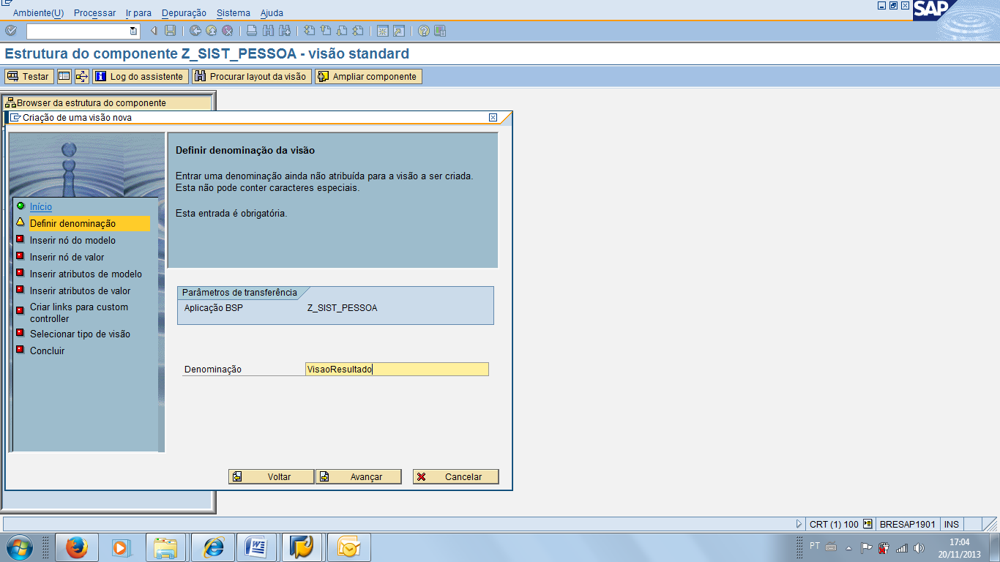 Ambiente(U) Processar Ir para Depuração Sistema Ajuda
SAP
Estrutura do componente Z_SIST_PESSOA - visão standard
Testar Log do assistente Procurar layout da visão Ampliar componente
Browser da estrutura do componente
Criação de uma visão nova
Definir denominação da visão
Entrar uma denominação ainda não atribuída para a visão a ser criada.
Esta não pode conter caracteres especiais.
Esta entrada é obrigatória.
Início
Definir denominação
Inserir nó do modelo
Inserir nó de valor
Inserir atributos de modelo
Inserir atributos de valor
Criar links para custom
controller
Selecionar tipo de visão
Concluir
Parâmetros de transferência
Aplicação BSP Z_SIST_PESSOA
Denominação VisaoResultado
Voltar Avançar Cancelar
CRT (1) 100 BRESAP1901 INS
PT
17:04
20/11/2013